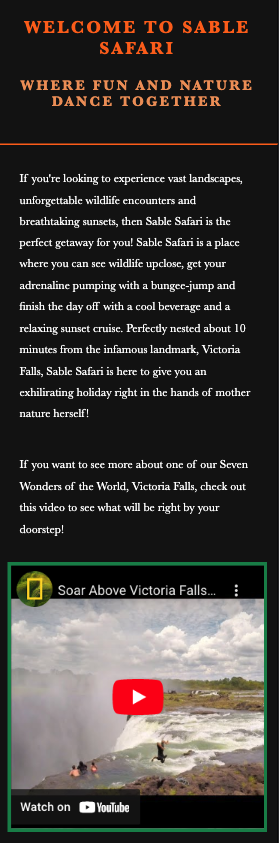 WELCOME TO SABLE
SAFARI
WHERE FUN AND NATURE
DANCE TOGETHER
If you're looking to experience vast landscapes,
unforgettable wildlife encounters and
breathtaking sunsets, then Sable Safari is the
perfect getaway for you! Sable Safari is a place
where you can see wildlife upclose, get your
adrenaline pumping with a bungee-jump and
finish the day off with a cool beverage and a
relaxing sunset cruise. Perfectly nested about 10
minutes from the infamous landmark, Victoria
Falls, Sable Safari is here to give you an
exhilirating holiday right in the hands of mother
nature herself!
If you want to see more about one of our Seven
Wonders of the World, Victoria Falls, check out
this video to see what will be right by your
doorstep!
Soar Above Victoria Falls...
Watch on YouTube